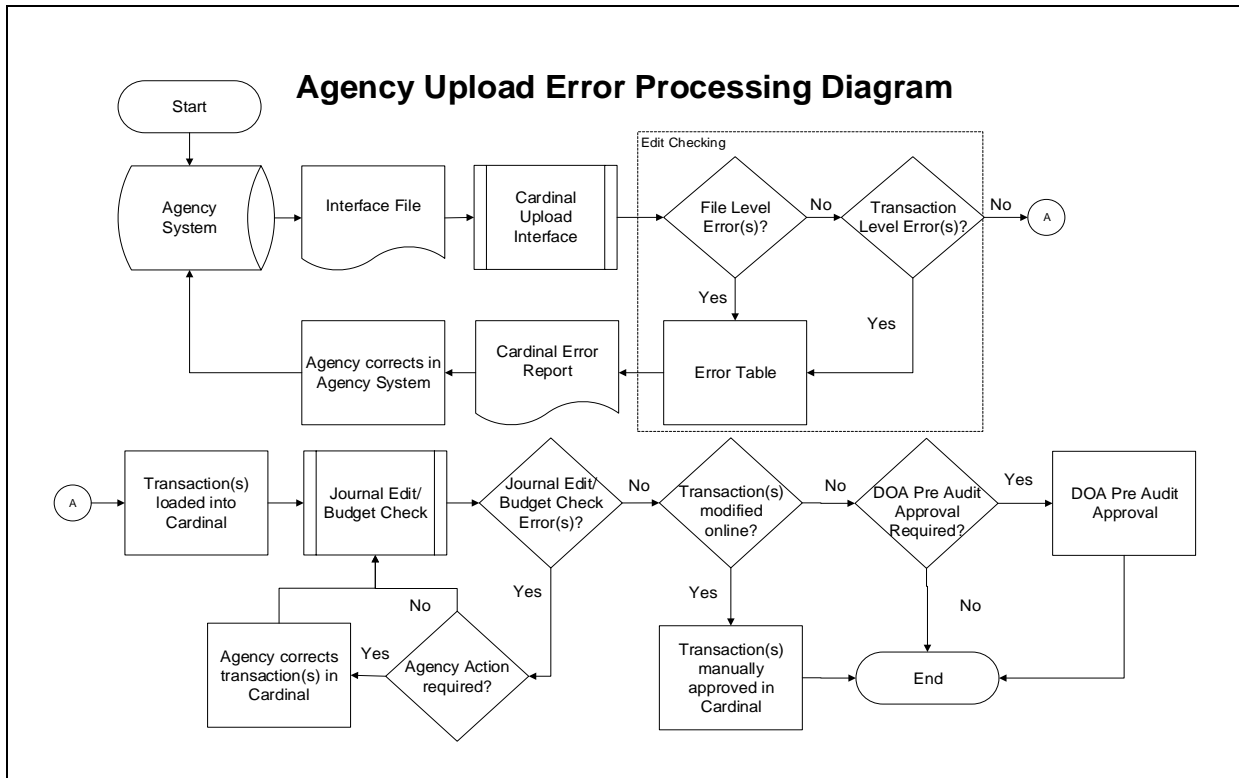 Agency Upload Error Processing Diagram
Start
Edit Checking
Agency
System
Interface File
Cardinal
Upload
Interface
File Level
Error(s)?
No
Transaction
Level Error(s)?
No
A
Yes
Yes
Agency corrects in
Agency System
Cardinal Error
Report
Error Table
A
Transaction(s)
loaded into
Cardinal
Journal Edit/
Budget Check
Journal Edit/
Budget Check
Error(s)?
No
Transaction(s)
modified
online?
No
DOA Pre Audit
Approval
Required?
Yes
DOA Pre Audit
Approval
No
Yes
Yes
No
Agency corrects
transaction(s) in
Cardinal
Yes
Agency Action
required?
Transaction(s)
manually
approved in
Cardinal
End